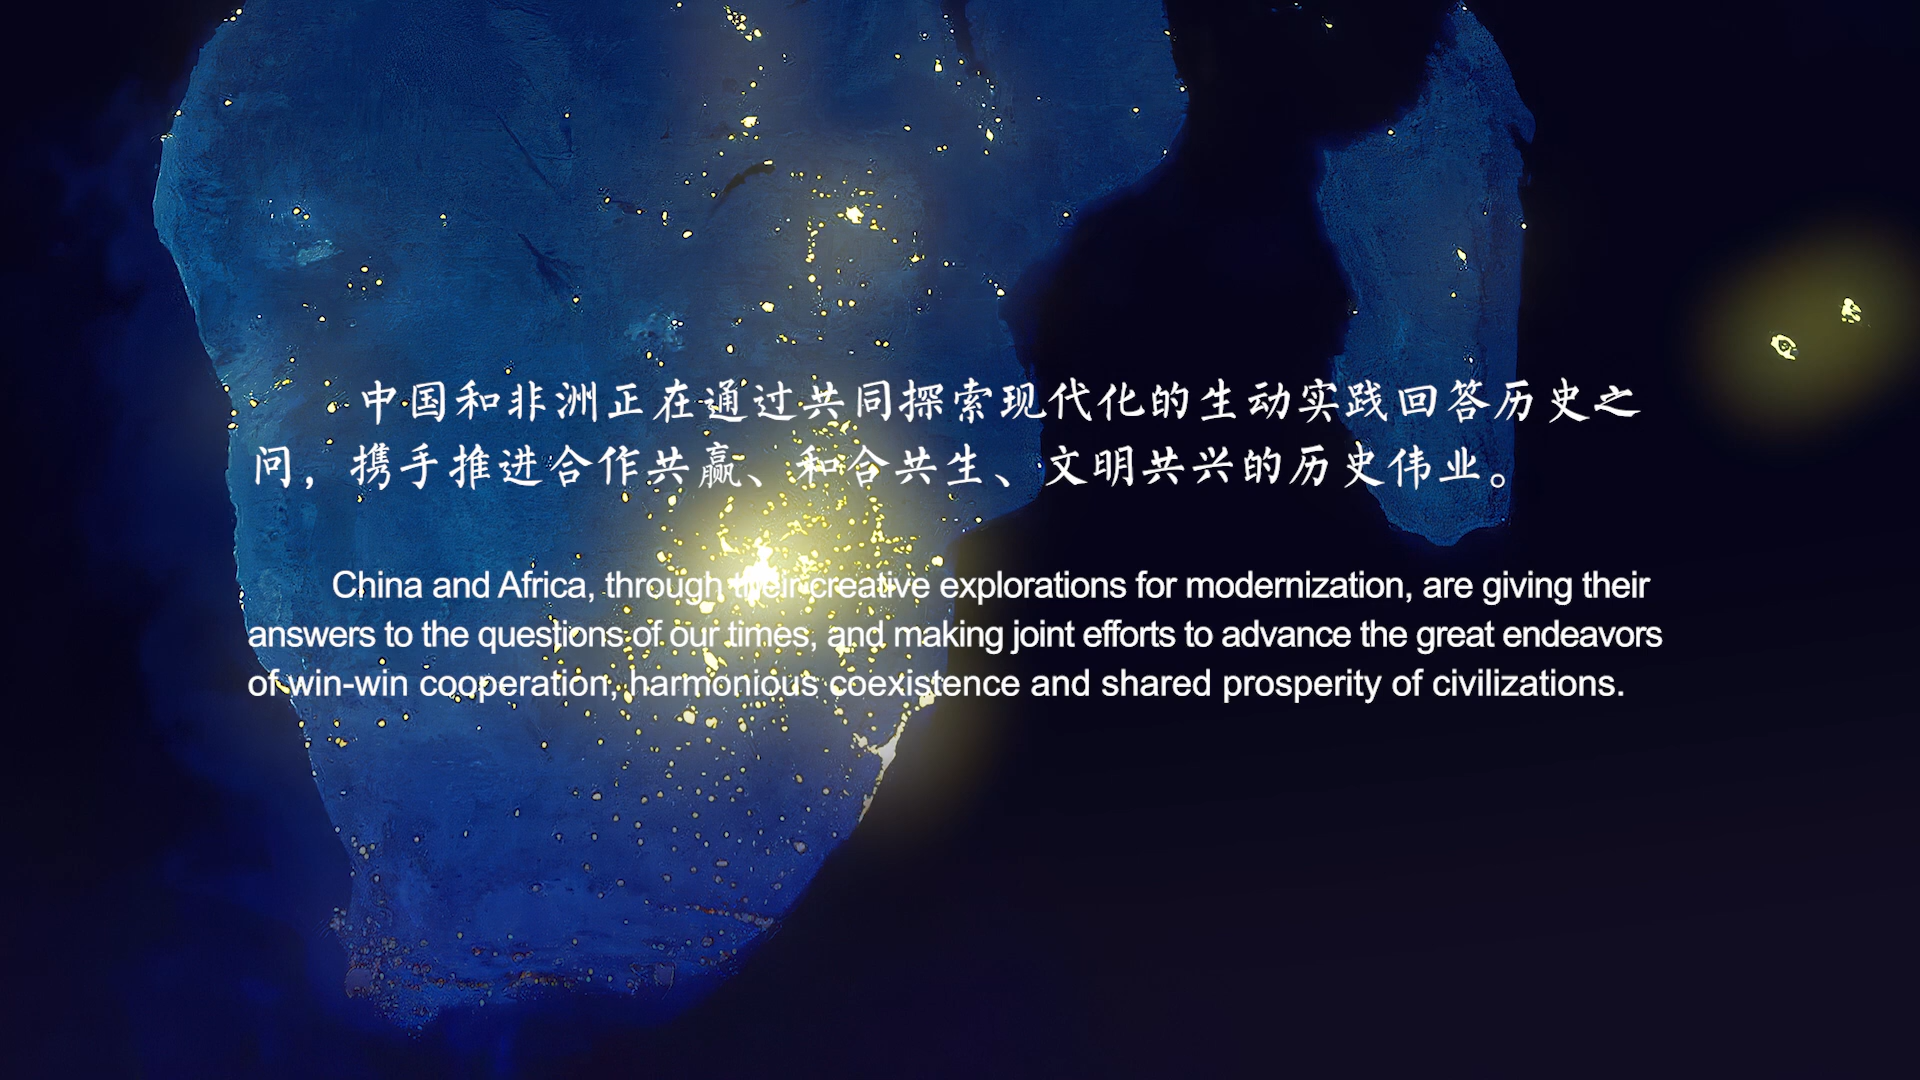 中国和非洲正在通过共同探索现代化的生动实践回答历史之
问，携手推进合作共赢、和合共生、文明共兴的历史伟业。
China and Africa, through their creative explorations for modernization, are giving their
answers to the questions of our times, and making joint efforts to advance the great endeavors
of win-win cooperation, harmonious coexistence and shared prosperity of civilizations.